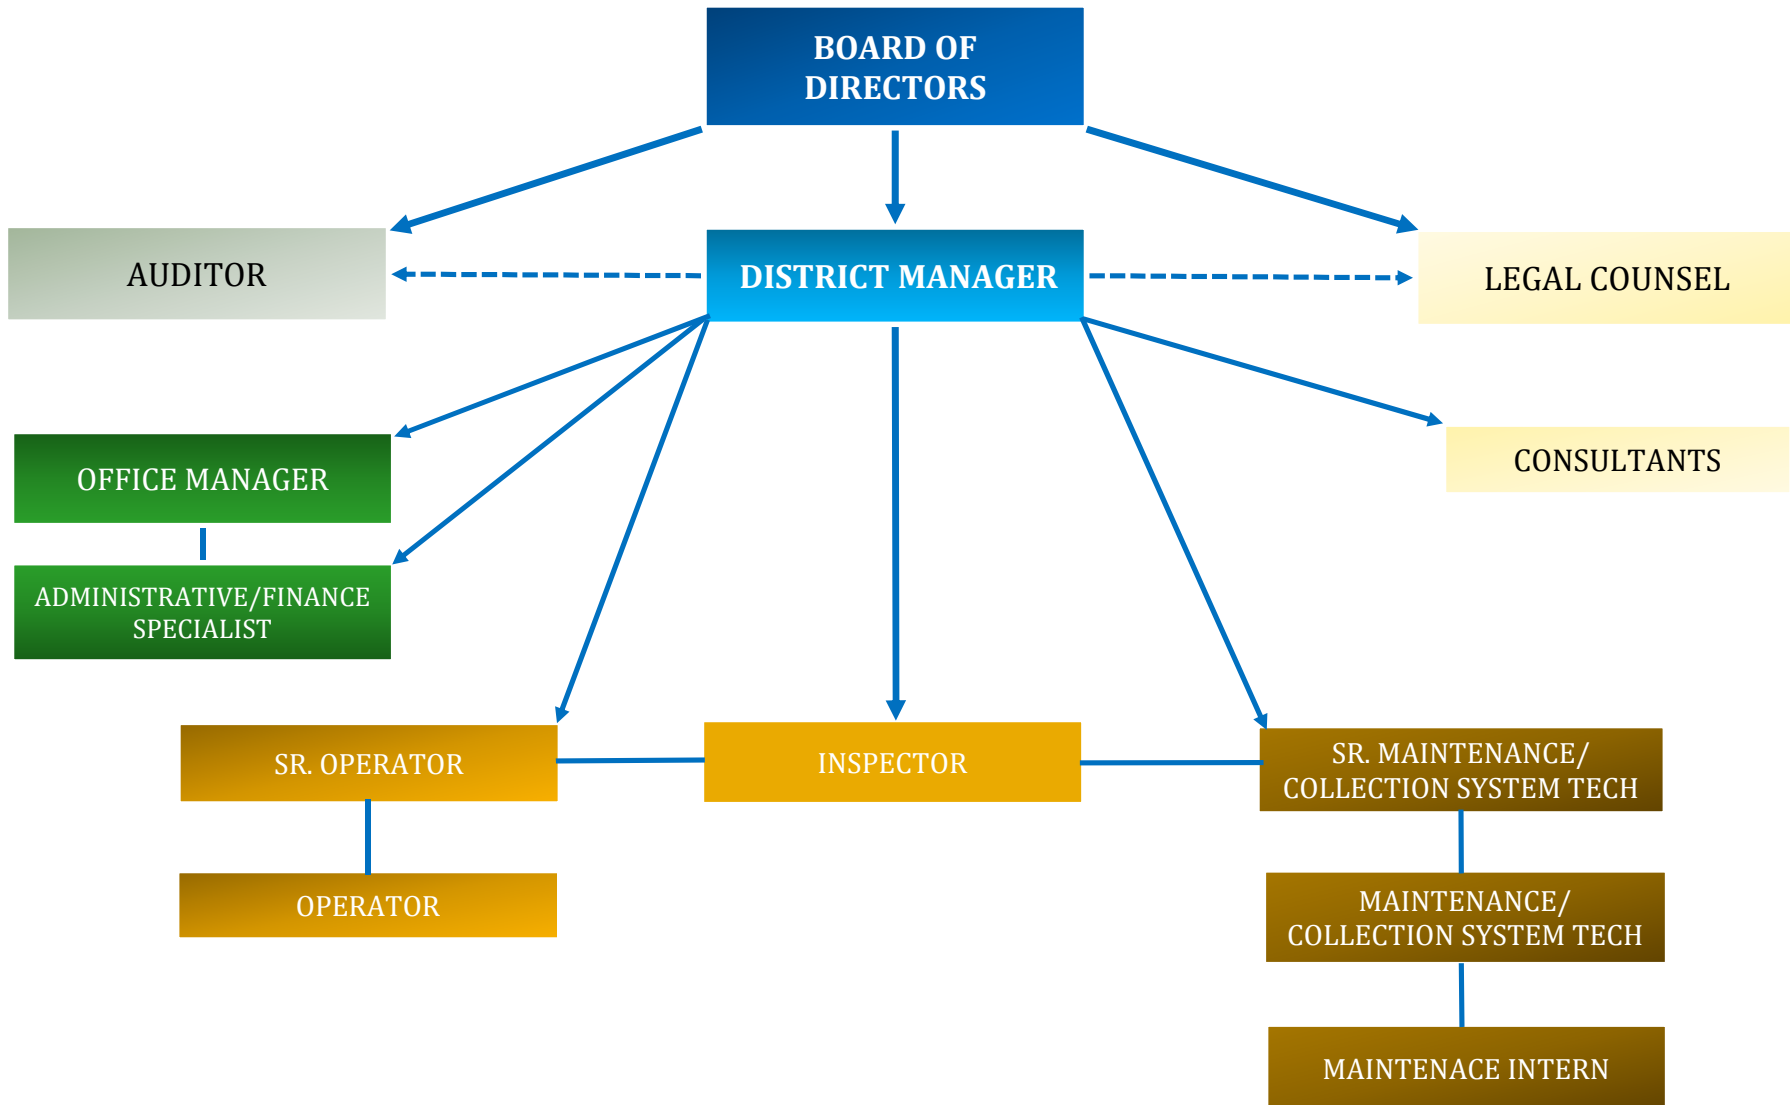 BOARD OF
DIRECTORS
AUDITOR
DISTRICT MANAGER
LEGAL COUNSEL
OFFICE MANAGER
CONSULTANTS
ADMINISTRATIVE/FINANCE
SPECIALIST
SR. OPERATOR
INSPECTOR
SR. MAINTENANCE/
COLLECTION SYSTEM TECH
OPERATOR
MAINTENANCE/
COLLECTION SYSTEM TECH
MAINTENACE INTERN